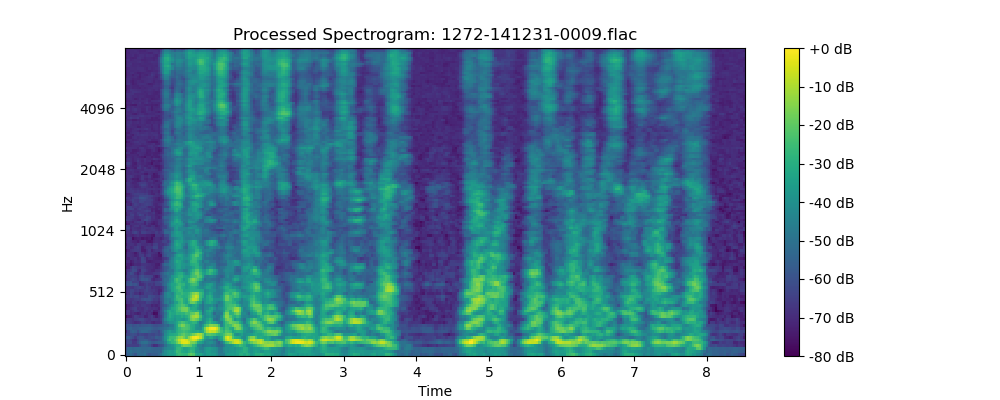 Processed Spectrogram: 1272-141231-0009.flac
Hz
4096
2048
1024
512
0
0 1 2 3 4 5 6 7 8
Time
+0 dB
-10 dB
-20 dB
-30 dB
-40 dB
-50 dB
-60 dB
-70 dB
-80 dB